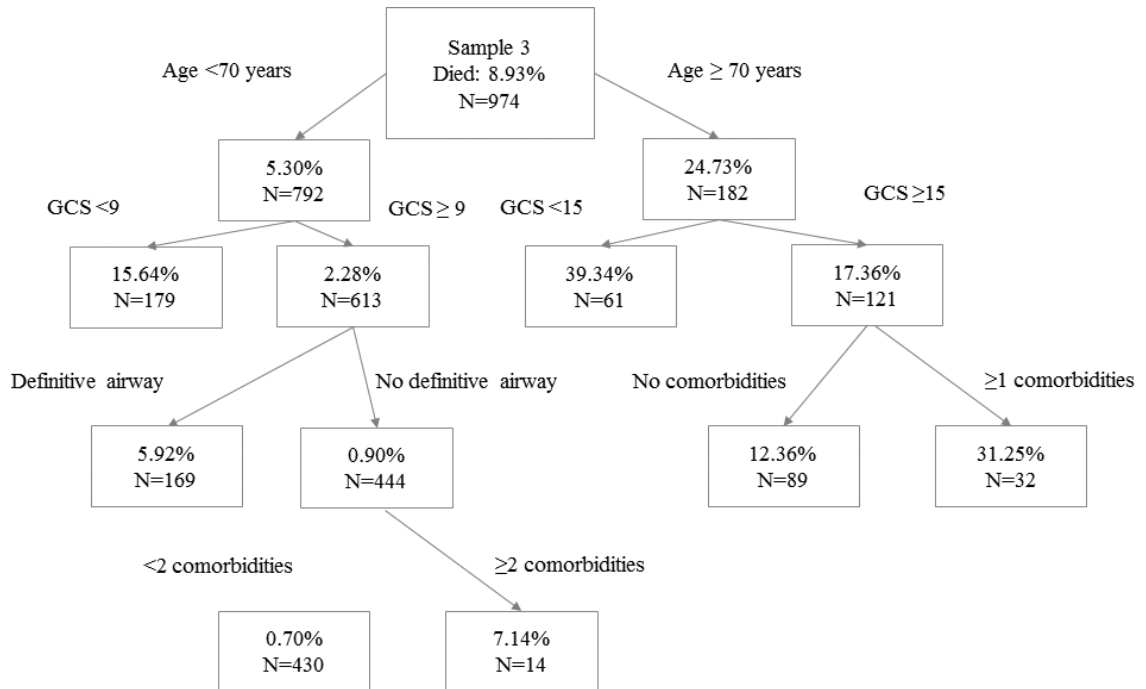 Sample 3
Died: 8.93%
N=974
Age <70 years
Age ≥ 70 years
5.30%
N=792
24.73%
N=182
GCS <9
GCS ≥ 9
GCS <15
GCS ≥15
15.64%
N=179
2.28%
N=613
39.34%
N=61
17.36%
N=121
Definitive airway
No definitive airway
No comorbidities
≥1 comorbidities
5.92%
N=169
0.90%
N=444
12.36%
N=89
31.25%
N=32
<2 comorbidities
≥2 comorbidities
0.70%
N=430
7.14%
N=14